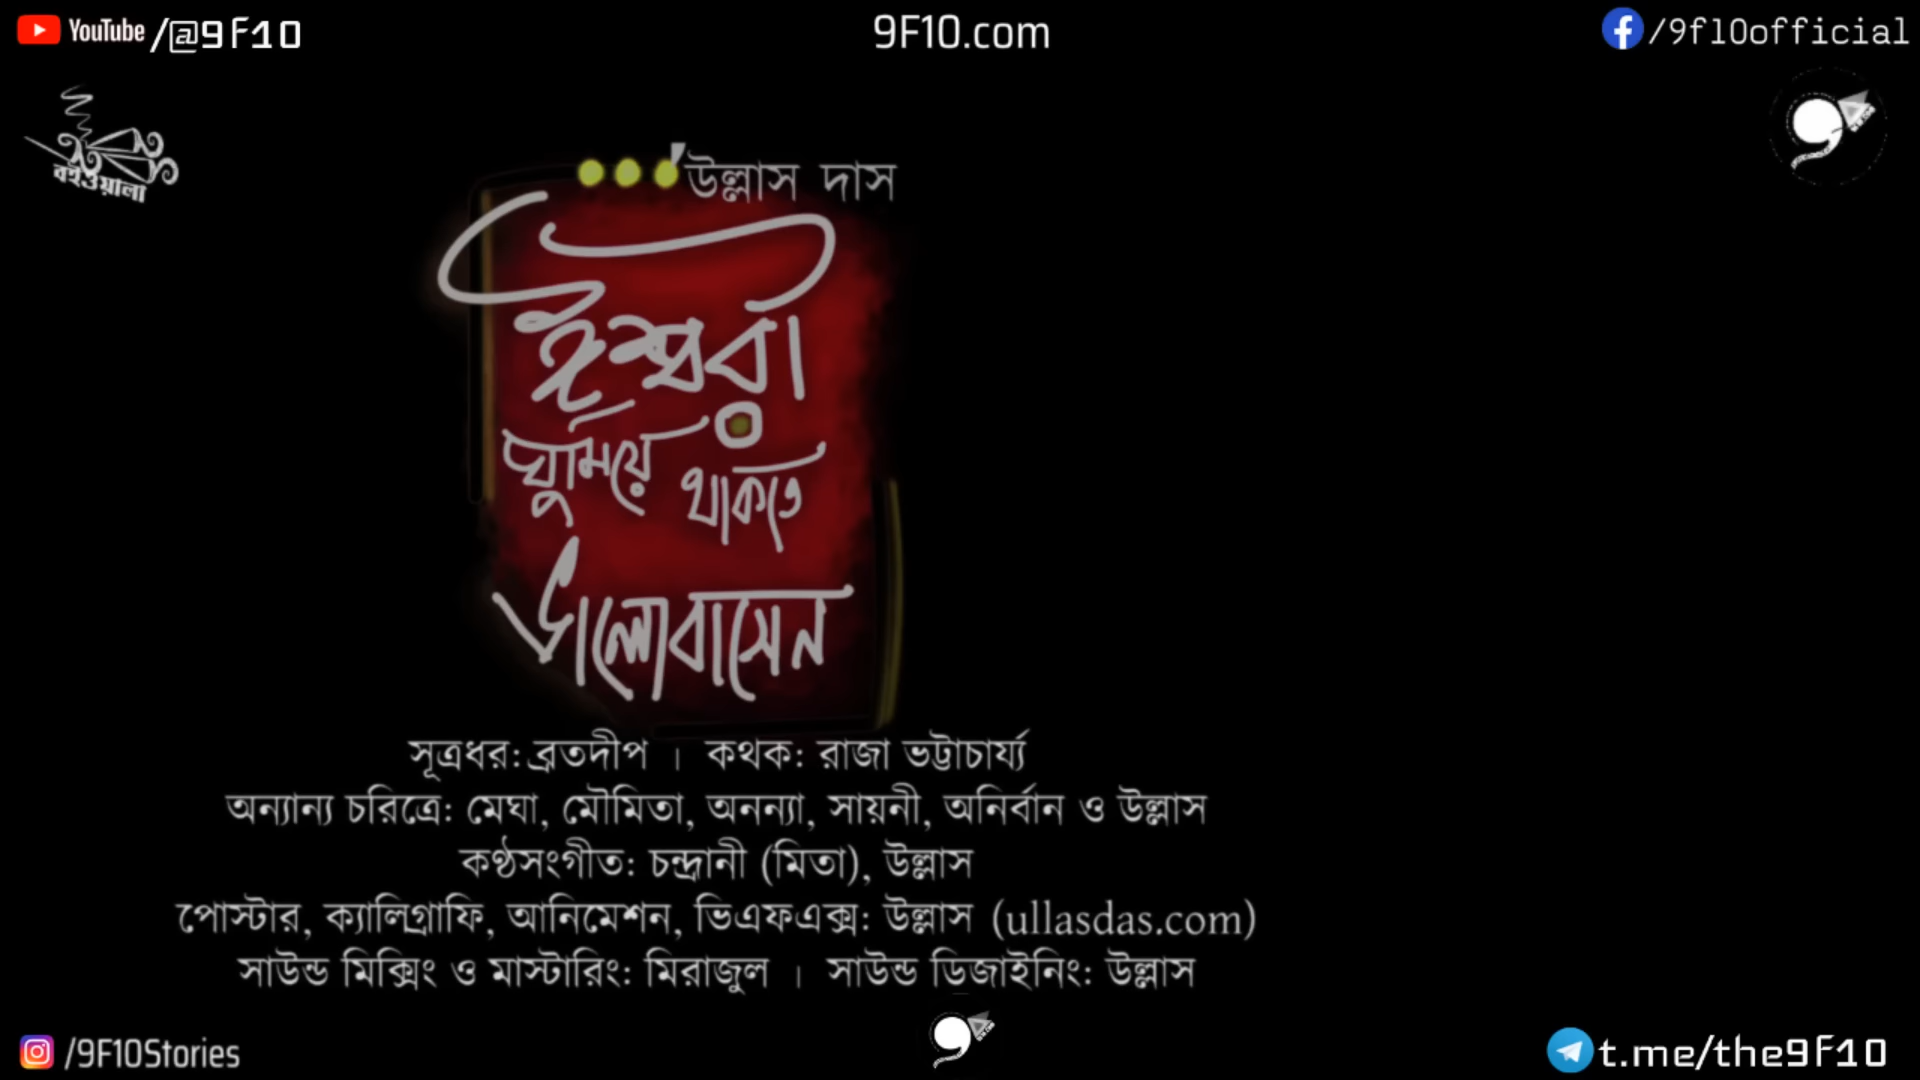 YouTube /@9F10
9F10.com
/9f10official
বইওয়ালা
উল্লাস দাস
ঈশ্বরী
ঘুমিয়ে থাকতে
ভালোবাসেন
সূত্রধর: ব্রতদীপ । কথক: রাজা ভট্টাচার্য্য
অন্যান্য চরিত্রে: মেঘা, মৌমিতা, অনন্যা, সায়নী, অনির্বান ও উল্লাস
কণ্ঠসংগীত: চন্দ্রানী (মিতা), উল্লাস
পোস্টার, ক্যালিগ্রাফি, আনিমেশন, ভিএফএক্স: উল্লাস (ullasdas.com)
সাউন্ড মিক্সিং ও মাস্টারিং: মিরাজুল । সাউন্ড ডিজাইনিং: উল্লাস
/9F10Stories
t.me/the9F10